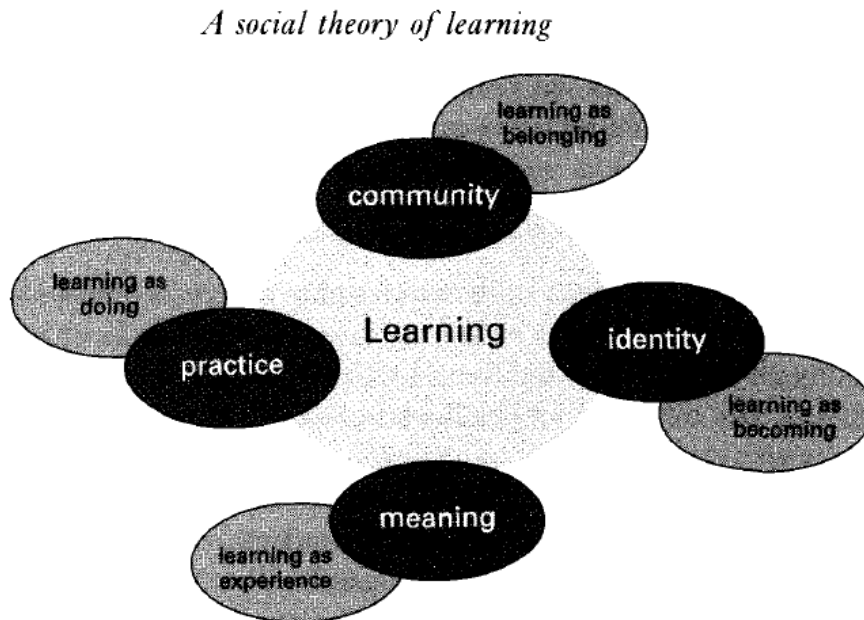 A social theory of learning
learning as
belonging
community
learning as
doing
Learning
identity
practice
learning as
becoming
meaning
learning as
experience